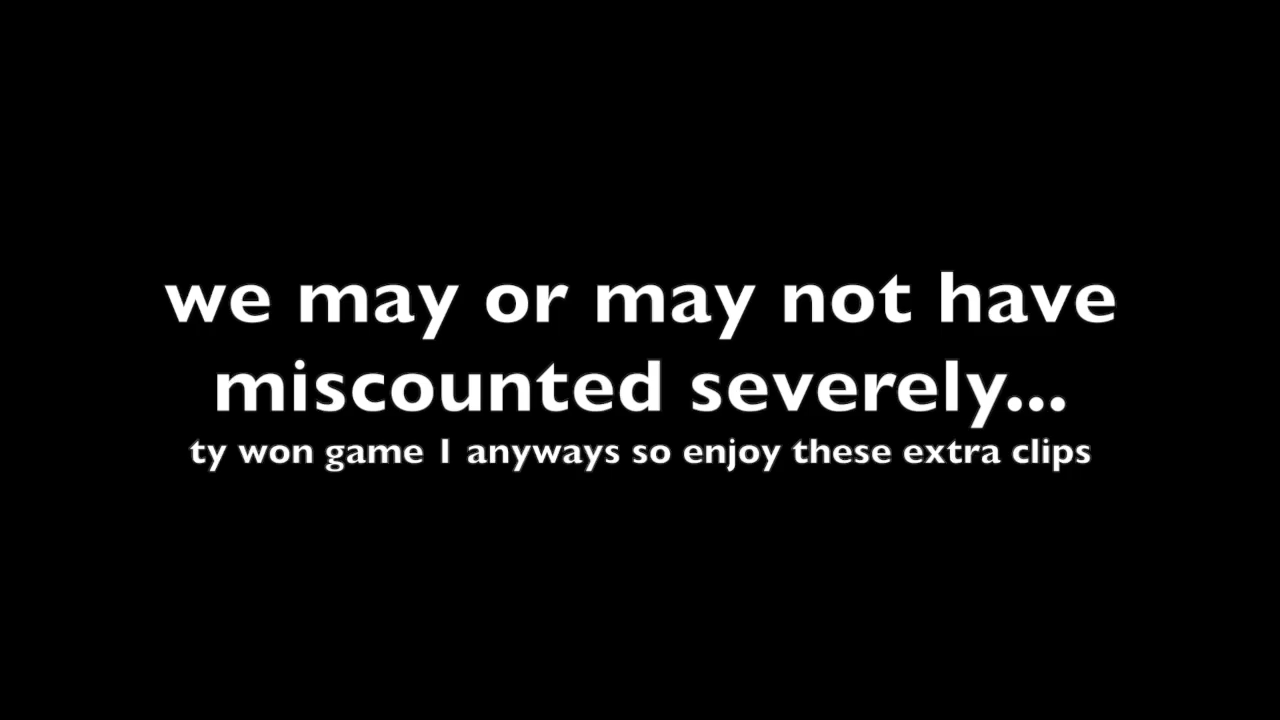 we may or may not have
miscounted severely...
ty won game 1 anyways so enjoy these extra clips